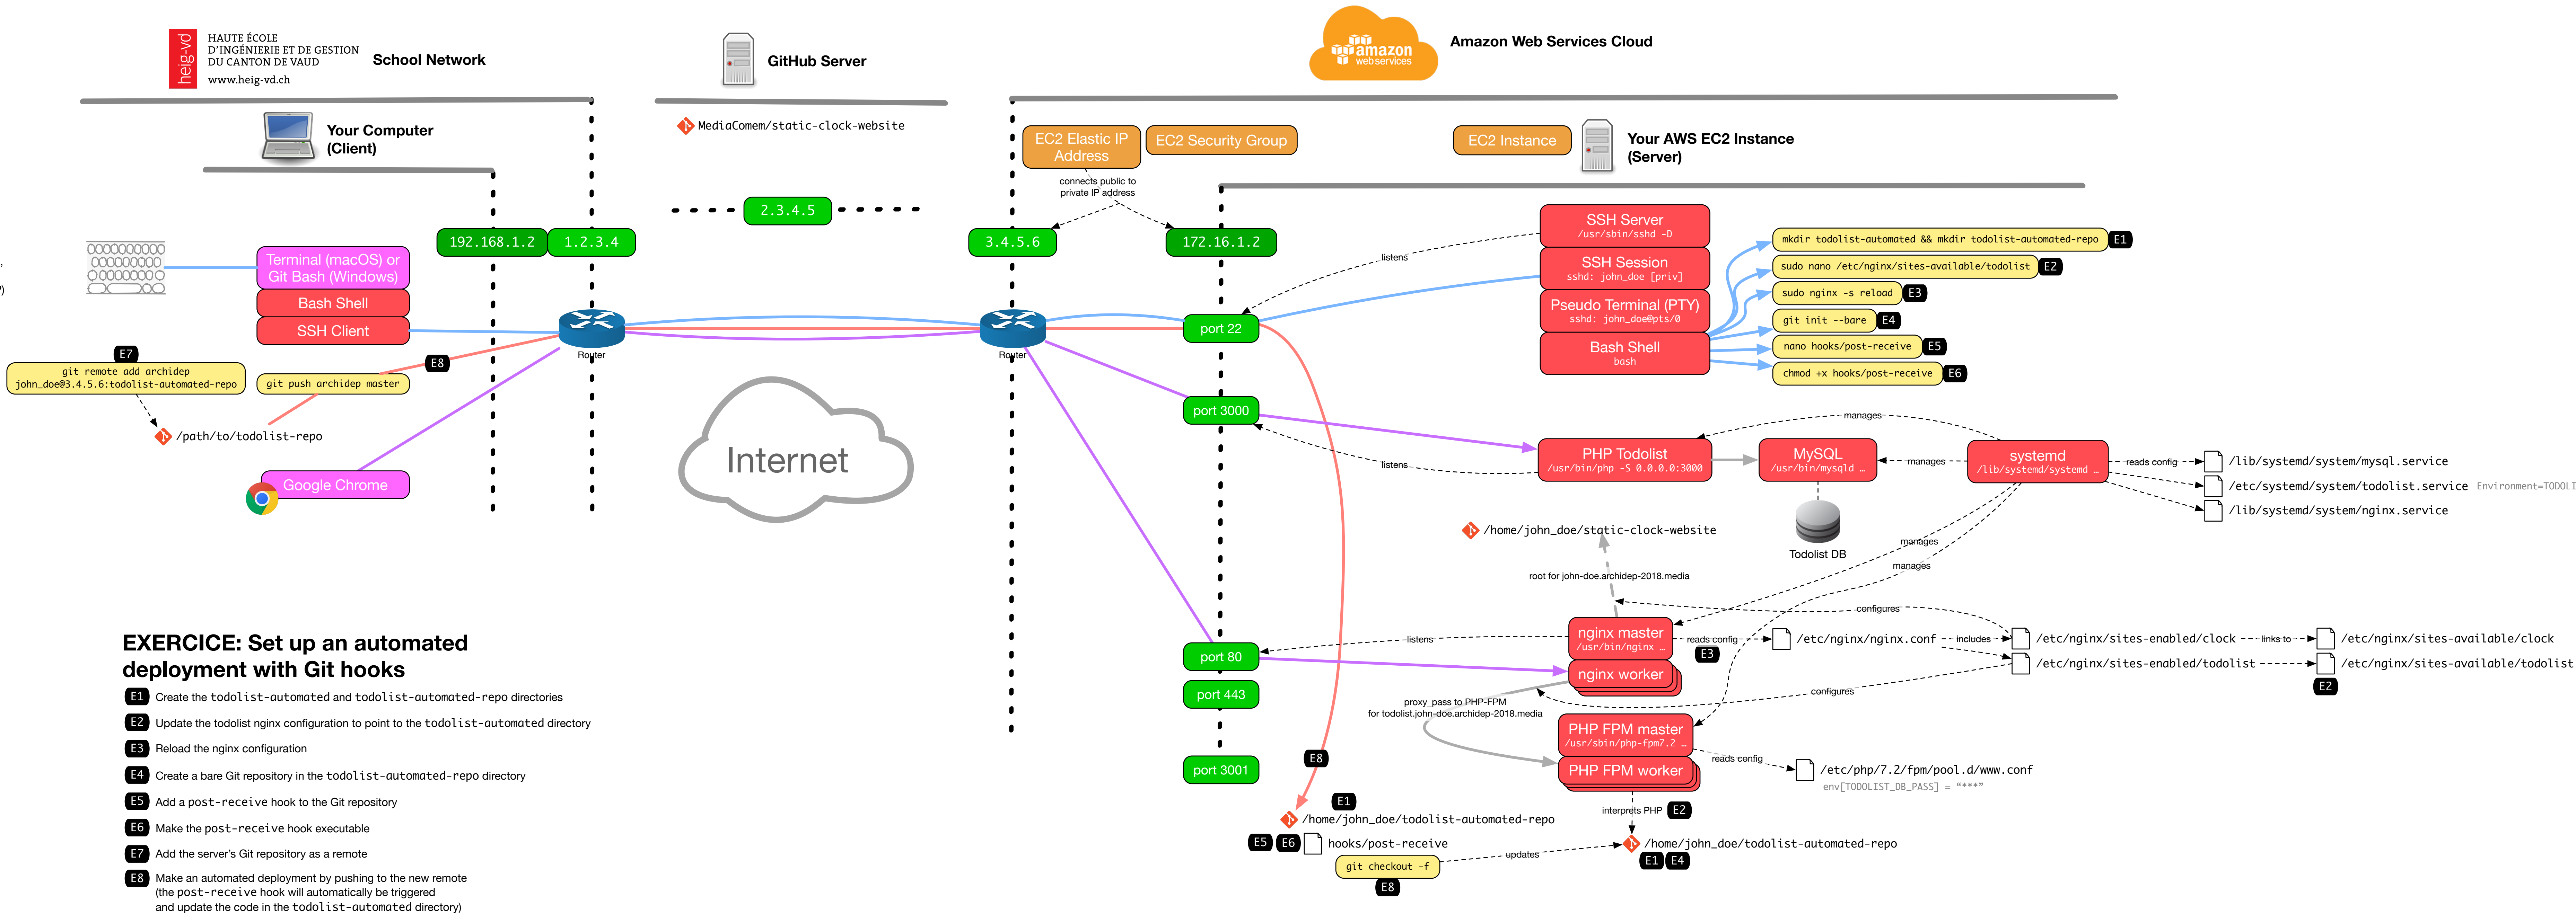 heig-vd
HAUTE ÉCOLE
D'INGÉNIERIE ET DE GESTION
DU CANTON DE VAUD
www.heig-vd.ch
School Network
GitHub Server
amazon
web services
Amazon Web Services Cloud
Your Computer
(Client)
MediaComem/static-clock-website
EC2 Elastic IP
Address
EC2 Security Group
EC2 Instance
Your AWS EC2 Instance
(Server)
connects public to
private IP address
2.3.4.5
192.168.1.2
1.2.3.4
3.4.5.6
172.16.1.2
Terminal (macOS) or
Git Bash (Windows)
Bash Shell
SSH Client
Router
Router
listens
port 22
SSH Server
/usr/sbin/sshd -D
SSH Session
sshd: john_doe [priv]
Pseudo Terminal (PTY)
sshd: john_doe@pts/0
Bash Shell
bash
mkdir todolist-automated && mkdir todolist-automated-repo
E1
sudo nano /etc/nginx/sites-available/todolist
E2
sudo nginx -s reload
E3
git init --bare
E4
nano hooks/post-receive
E5
chmod +x hooks/post-receive
E6
E7
git remote add archidep
john_doe@3.4.5.6:todolist-automated-repo
git push archidep master
E8
/path/to/todolist-repo
Google Chrome
Internet
port 3000
listens
PHP Todolist
/usr/bin/php -S 0.0.0.0:3000
MySQL
/usr/bin/mysqld …
manages
manages
systemd
/lib/systemd/systemd …
reads config
/lib/systemd/system/mysql.service
/etc/systemd/system/todolist.service
/lib/systemd/system/nginx.service
Todolist DB
/home/john_doe/static-clock-website
root for john-doe.archidep-2018.media
manages
manages
configures
listens
port 80
nginx master
/usr/bin/nginx …
nginx worker
reads config
E3
/etc/nginx/nginx.conf
includes
/etc/nginx/sites-enabled/clock
links to
/etc/nginx/sites-available/clock
/etc/nginx/sites-enabled/todolist
/etc/nginx/sites-available/todolist
E2
configures
port 443
proxy_pass to PHP-FPM
for todolist.john-doe.archidep-2018.media
PHP FPM master
/usr/sbin/php-fpm7.2 …
PHP FPM worker
reads config
/etc/php/7.2/fpm/pool.d/www.conf
env[TODOLIST_DB_PASS] = “***”
port 3001
E8
E1
/home/john_doe/todolist-automated-repo
E5
E6
hooks/post-receive
git checkout -f
E8
updates
interprets PHP
E2
/home/john_doe/todolist-automated-repo
E1
E4
EXERCICE: Set up an automated
deployment with Git hooks
E1 Create the todolist-automated and todolist-automated-repo directories
E2 Update the todolist nginx configuration to point to the todolist-automated directory
E3 Reload the nginx configuration
E4 Create a bare Git repository in the todolist-automated-repo directory
E5 Add a post-receive hook to the Git repository
E6 Make the post-receive hook executable
E7 Add the server's Git repository as a remote
E8 Make an automated deployment by pushing to the new remote
(the post-receive hook will automatically be triggered
and update the code in the todolist-automated directory)